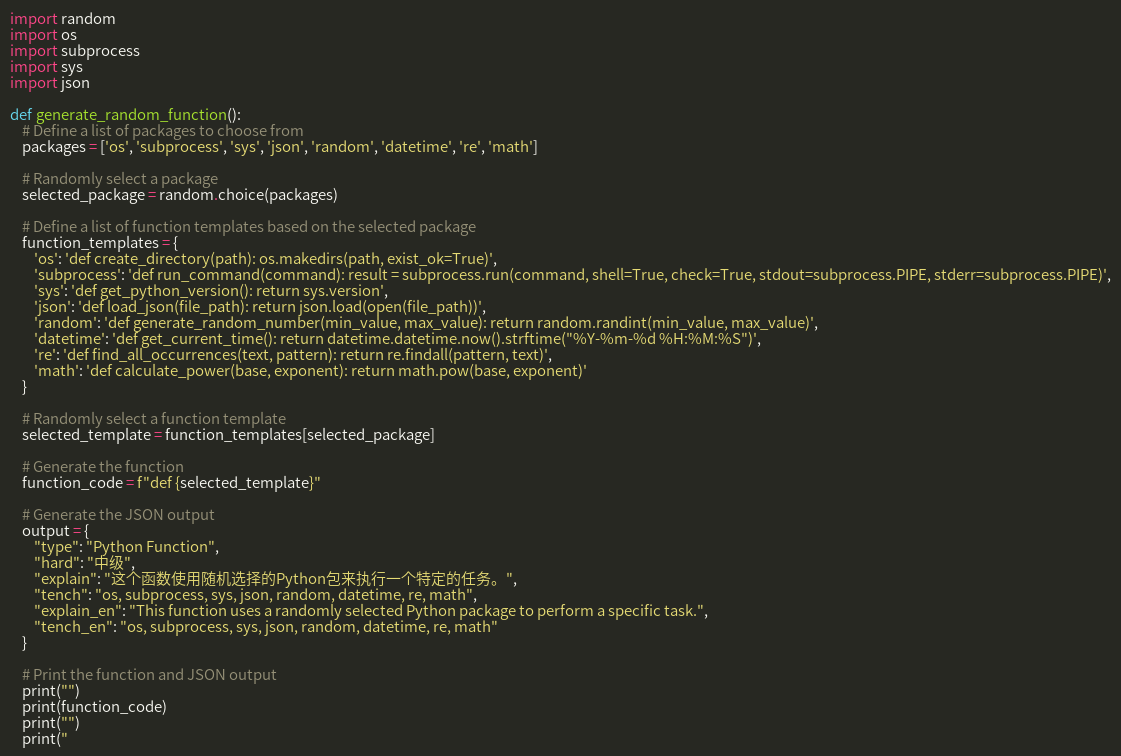 import random
import os
import subprocess
import sys
import json

def generate_random_function():
    # Define a list of packages to choose from
    packages = ['os', 'subprocess', 'sys', 'json', 'random', 'datetime', 're', 'math']

    # Randomly select a package
    selected_package = random.choice(packages)

    # Define a list of function templates based on the selected package
    function_templates = {
        'os': 'def create_directory(path): os.makedirs(path, exist_ok=True)',
        'subprocess': 'def run_command(command): result = subprocess.run(command, shell=True, check=True, stdout=subprocess.PIPE, stderr=subprocess.PIPE)',
        'sys': 'def get_python_version(): return sys.version',
        'json': 'def load_json(file_path): return json.load(open(file_path))',
        'random': 'def generate_random_number(min_value, max_value): return random.randint(min_value, max_value)',
        'datetime': 'def get_current_time(): return datetime.datetime.now().strftime("%Y-%m-%d %H:%M:%S")',
        're': 'def find_all_occurrences(text, pattern): return re.findall(pattern, text)',
        'math': 'def calculate_power(base, exponent): return math.pow(base, exponent)'
    }

    # Randomly select a function template
    selected_template = function_templates[selected_package]

    # Generate the function
    function_code = f"def {selected_template}"

    # Generate the JSON output
    output = {
        "type": "Python Function",
        "hard": "中级",
        "explain": "这个函数使用随机选择的Python包来执行一个特定的任务。",
        "tench": "os, subprocess, sys, json, random, datetime, re, math",
        "explain_en": "This function uses a randomly selected Python package to perform a specific task.",
        "tench_en": "os, subprocess, sys, json, random, datetime, re, math"
    }

    # Print the function and JSON output
    print("")
    print(function_code)
    print("")
    print("